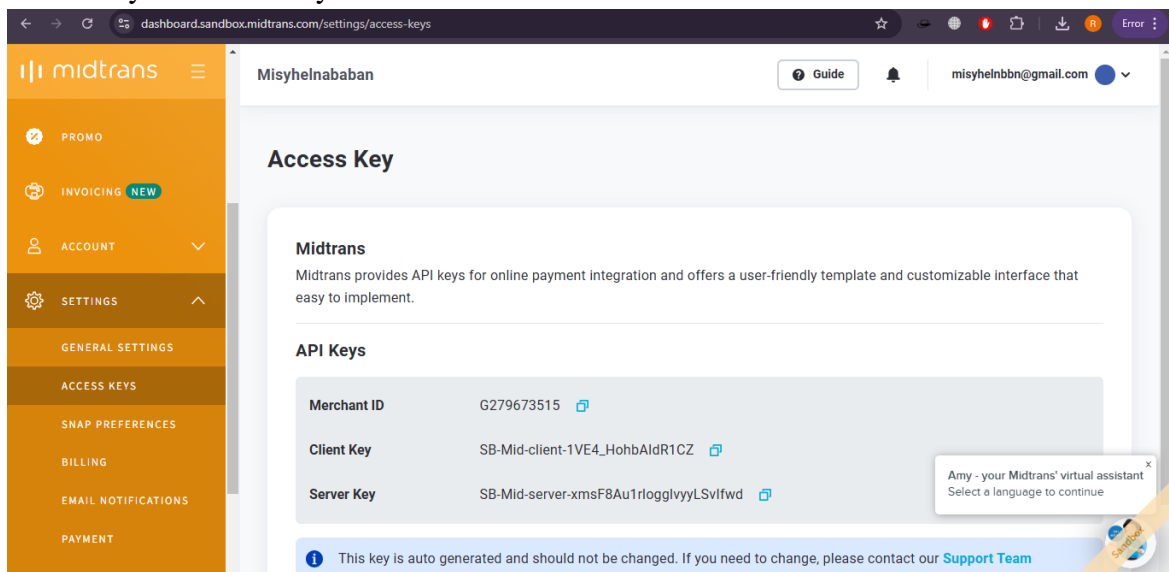 dashboard.sandbox.midtrans.com/settings/access-keys
R
Error
midtrans
Misyhelnababan
Guide
misyhelnbbn@gmail.com
PROMO
INVOICING NEW
ACCOUNT
SETTINGS
GENERAL SETTINGS
ACCESS KEYS
SNAP PREFERENCES
BILLING
EMAIL NOTIFICATIONS
PAYMENT
Access Key
Midtrans
Midtrans provides API keys for online payment integration and offers a user-friendly template and customizable interface that
easy to implement.
API Keys
Merchant ID G279673515
Client Key SB-Mid-client-1VE4_HohbAIdR1CZ
Server Key SB-Mid-server-xmsF8Au1rIogglvyyLSvIfwd
This key is auto generated and should not be changed. If you need to change, please contact our Support Team
Amy - your Midtrans' virtual assistant x
Select a language to continue
Sandbox